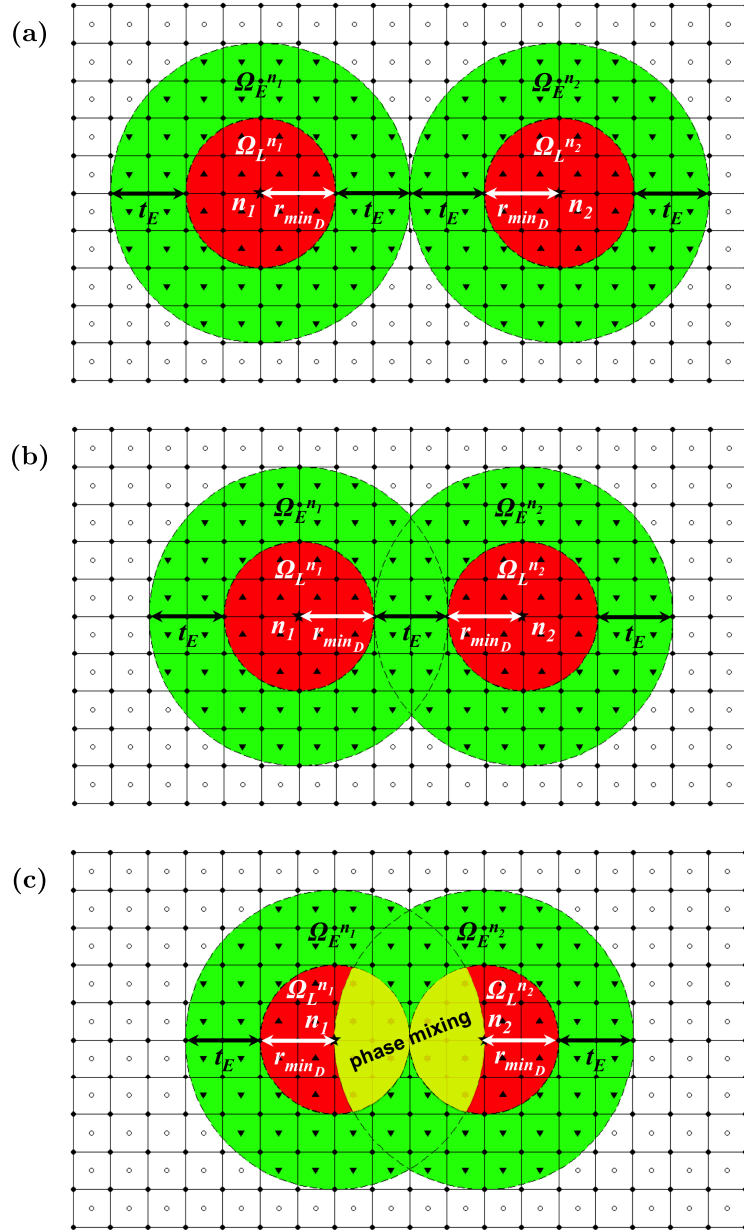 (a)
Ω_E^{n_1} Ω_E^{n_2}
Ω_L^{n_1} Ω_L^{n_2}
t_E n_1 r_{min_D} t_E t_E r_{min_D} n_2 t_E
(b)
Ω_E^{n_1} Ω_E^{n_2}
Ω_L^{n_1} Ω_L^{n_2}
t_E n_1 r_{min_D} t_E r_{min_D} n_2 t_E
(c)
Ω_E^{n_1} Ω_E^{n_2}
Ω_L^{n_1} Ω_L^{n_2}
n_1 phase mixing n_2
t_E r_{min_D} r_{min_D} t_E